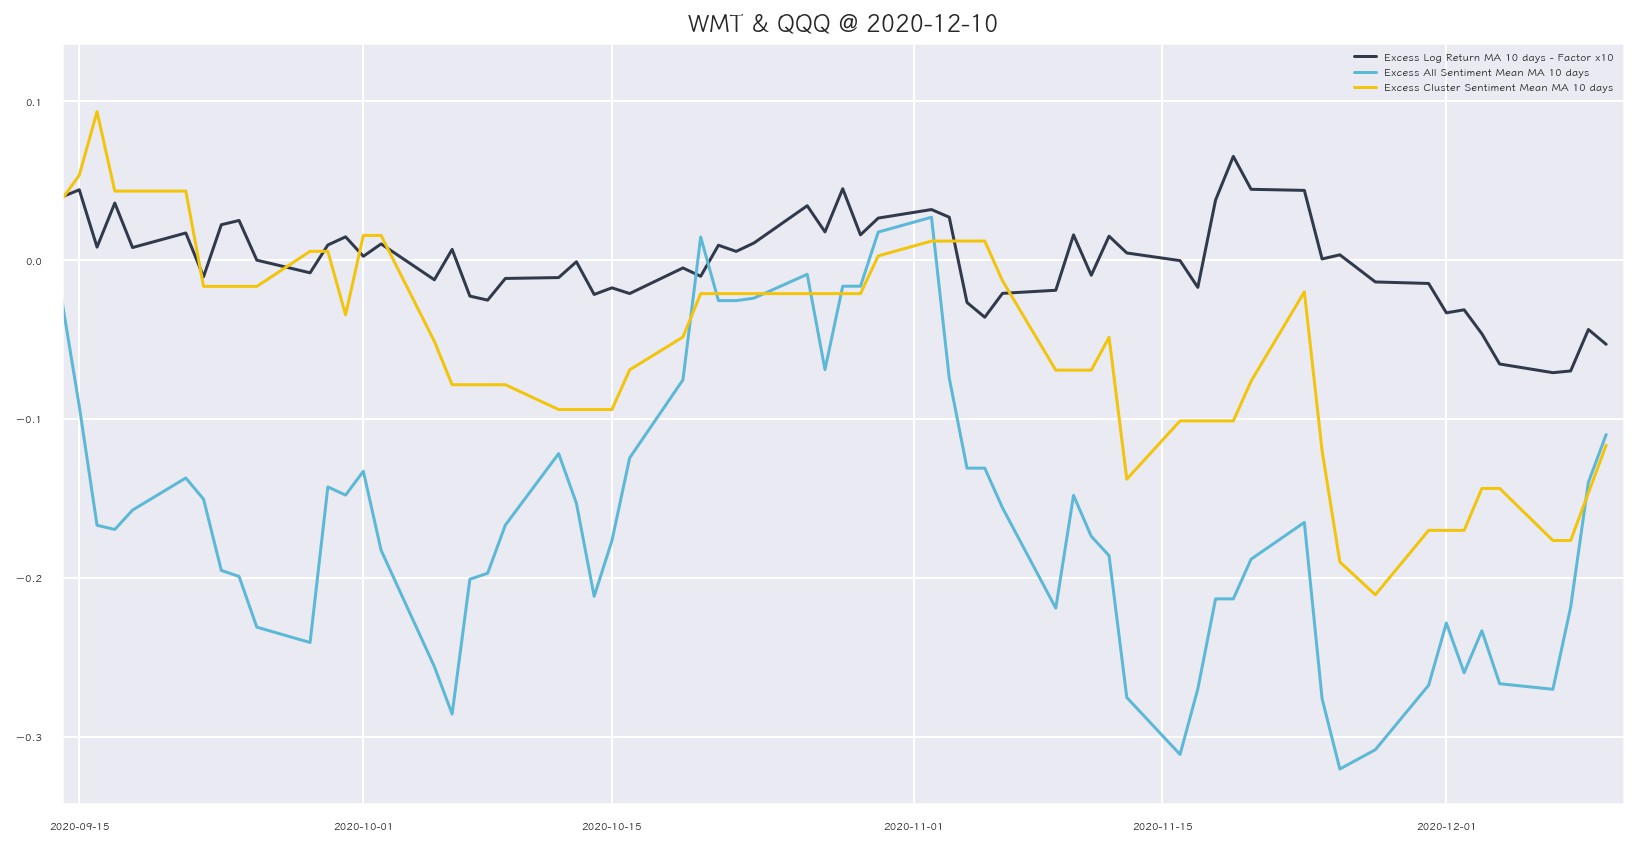 WMT & QQQ @ 2020-12-10
Excess Log Return MA 10 days - Factor x10
Excess All Sentiment Mean MA 10 days
Excess Cluster Sentiment Mean MA 10 days
0.1
0.0
−0.1
−0.2
−0.3
2020-09-15 2020-10-01 2020-10-15 2020-11-01 2020-11-15 2020-12-01